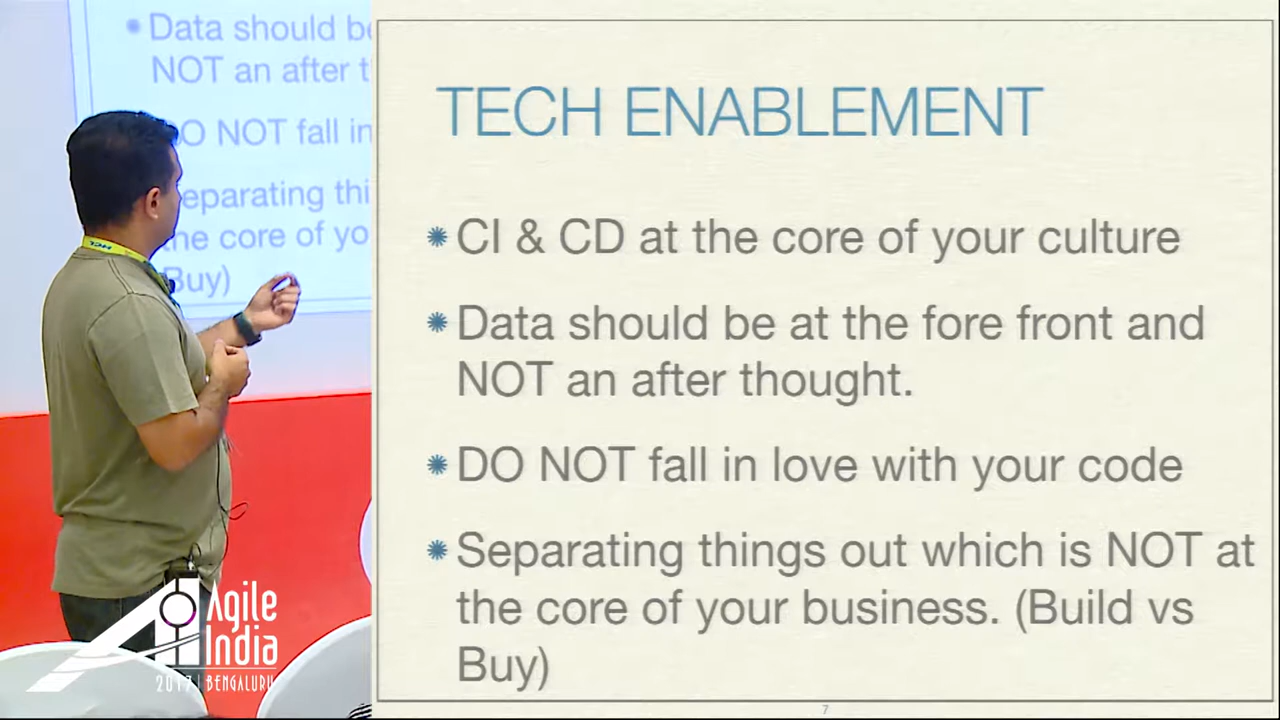 Data should be
NOT an after t
O NOT fall in
eparating thi
he core of yo
Buy)
HCL
Agile
India
2017 | BENGALURU
TECH ENABLEMENT
CI & CD at the core of your culture
Data should be at the fore front and
NOT an after thought.
DO NOT fall in love with your code
Separating things out which is NOT at
the core of your business. (Build vs
Buy)
7